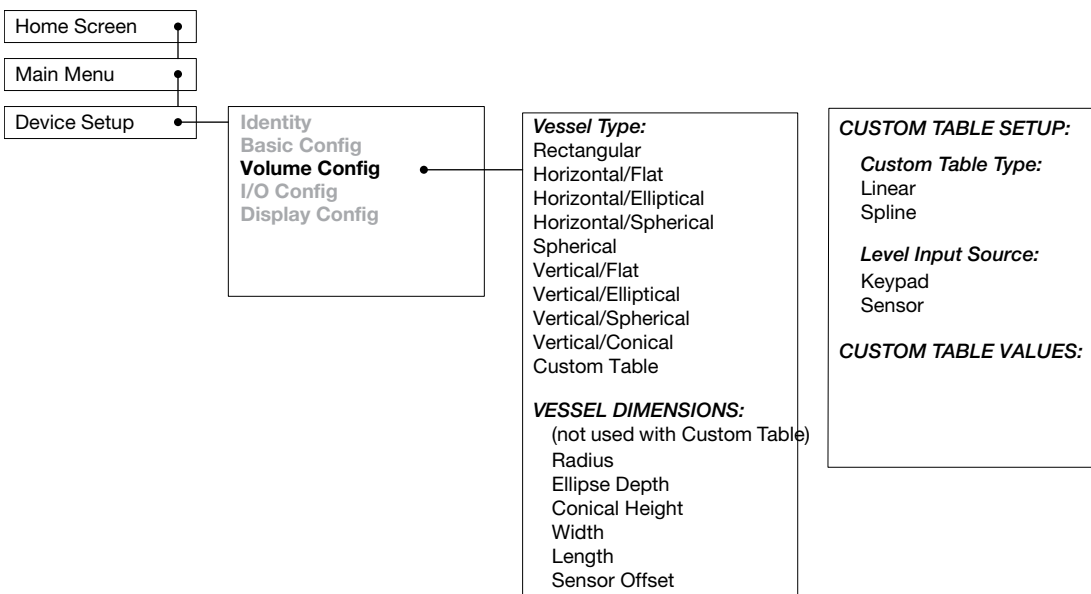 Home Screen
Main Menu
Device Setup
Identity
Basic Config
Volume Config
I/O Config
Display Config
Vessel Type:
Rectangular
Horizontal/Flat
Horizontal/Elliptical
Horizontal/Spherical
Spherical
Vertical/Flat
Vertical/Elliptical
Vertical/Spherical
Vertical/Conical
Custom Table
VESSEL DIMENSIONS:
(not used with Custom Table)
Radius
Ellipse Depth
Conical Height
Width
Length
Sensor Offset
CUSTOM TABLE SETUP:
Custom Table Type:
Linear
Spline
Level Input Source:
Keypad
Sensor
CUSTOM TABLE VALUES: